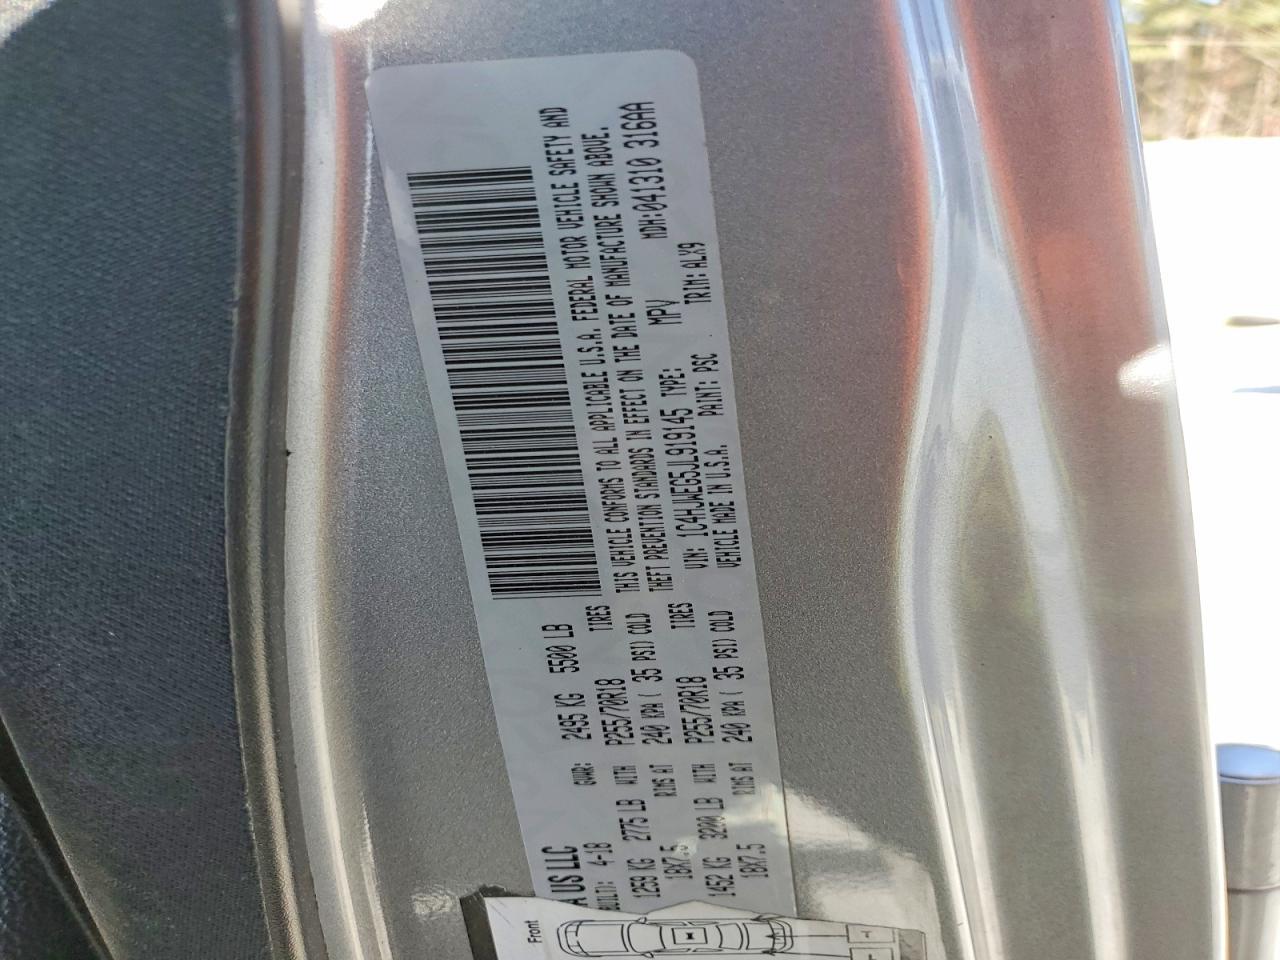 A US LLC
BUILT): 4-18 GVWR: 2495 KG 5500 LB
1259 KG 2775 LB WITH P255/70R18 TIRES
18X7.5 RIMS AT 240 KPA ( 35 PSI) COLD
1452 KG 3200 LB WITH P255/70R18 TIRES
18X7.5 RIMS AT 240 KPA ( 35 PSI) COLD
THIS VEHICLE CONFORMS TO ALL APPLICABLE U.S.A. FEDERAL MOTOR VEHICLE SAFETY AND
THEFT PREVENTION STANDARDS IN EFFECT ON THE DATE OF MANUFACTURE SHOWN ABOVE.
VIN: 1C4HJWEG5JL919145 TYPE: MPV MDH:041310 316AA
VEHICLE MADE IN U.S.A. PAINT: PSC TRIM:ALX9
Front